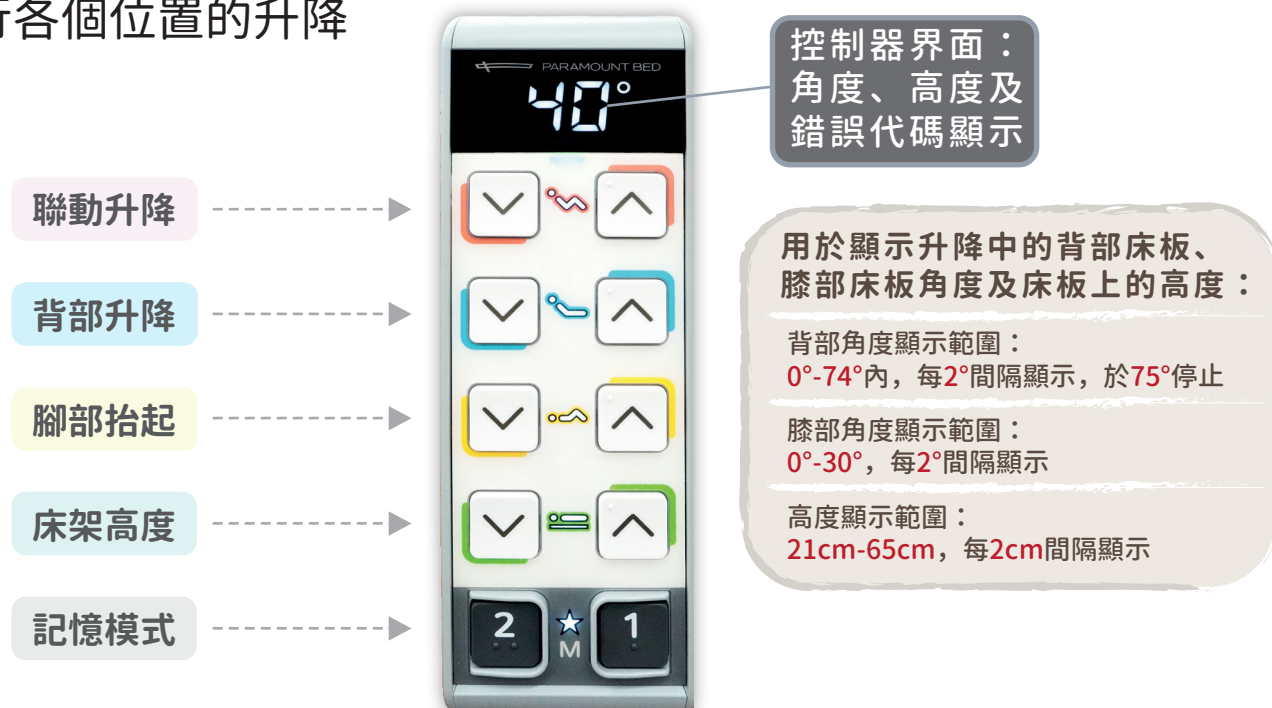 行各個位置的升降
PARAMOUNT BED
40°
控制器界面：
角度、高度及
錯誤代碼顯示
聯動升降
背部升降
腳部抬起
床架高度
記憶模式
2
M
1
用於顯示升降中的背部床板、
膝部床板角度及床板上的高度：
背部角度顯示範圍：
0°-74°內，每2°間隔顯示，於75°停止
膝部角度顯示範圍：
0°-30°，每2°間隔顯示
高度顯示範圍：
21cm-65cm，每2cm間隔顯示